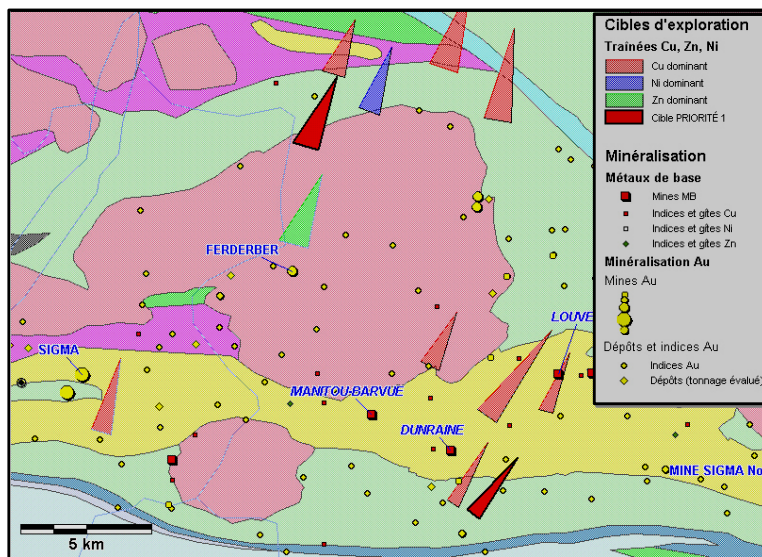 Cibles d'exploration
Traînées Cu, Zn, Ni
Cu dominant
Ni dominant
Zn dominant
Cible PRIORITÉ 1
Minéralisation
Métaux de base
Mines MB
Indices et gîtes Cu
Indices et gîtes Ni
Indices et gîtes Zn
Minéralisation Au
Mines Au
Dépôts et indices Au
Indices Au
Dépôts (tonnage évalué)
FERDERBER
LOUVE
SIGMA
MANITOU-BARVUE
DUNRAINE
MINE SIGMA No
5 km